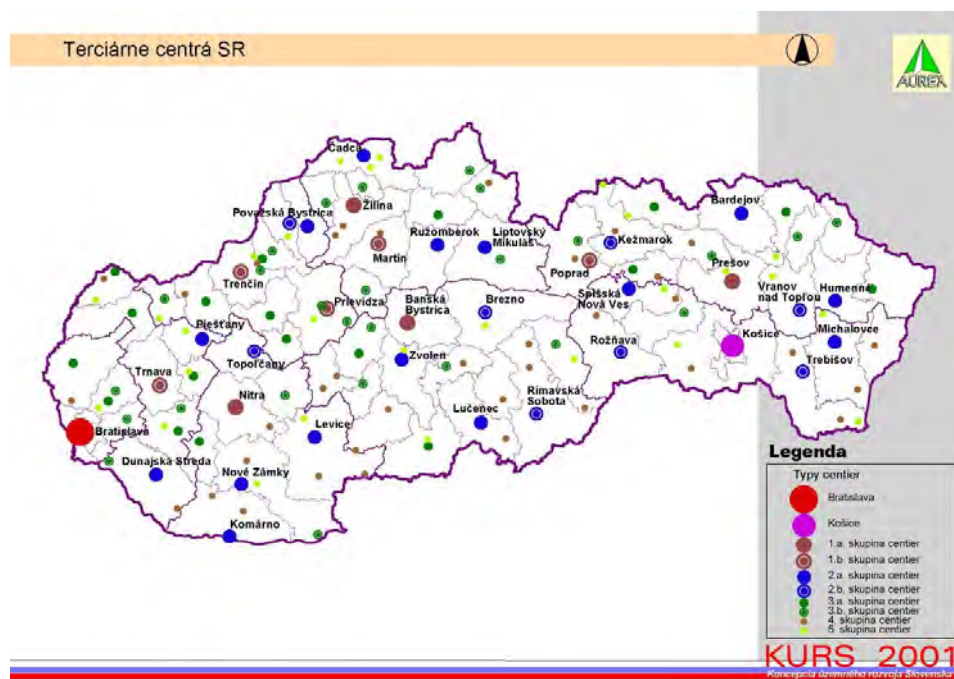 Terciárne centrá SR
AUREX
Čadca
Žilina
Považská Bystrica
Ružomberok
Liptovský
Mikuláš
Martin
Trenčín
Prievidza
Banská
Bystrica
Brezno
Poprad
Kežmarok
Bardejov
Prešov
Spišská
Nová Ves
Vranov
nad Topľou
Humenné
Michalovce
Košice
Rožňava
Trebišov
Piešťany
Topoľčany
Zvolen
Trnava
Nitra
Rimavská
Sobota
Lučenec
Levice
Bratislava
Dunajská Streda
Nové Zámky
Komárno
Legenda
Typy centier
Bratislava
Košice
1.a. skupina centier
1.b. skupina centier
2.a. skupina centier
2.b. skupina centier
3.a. skupina centier
3.b. skupina centier
4. skupina centier
5. skupina centier
KURS 2001
Koncepcia územného rozvoja Slovenska